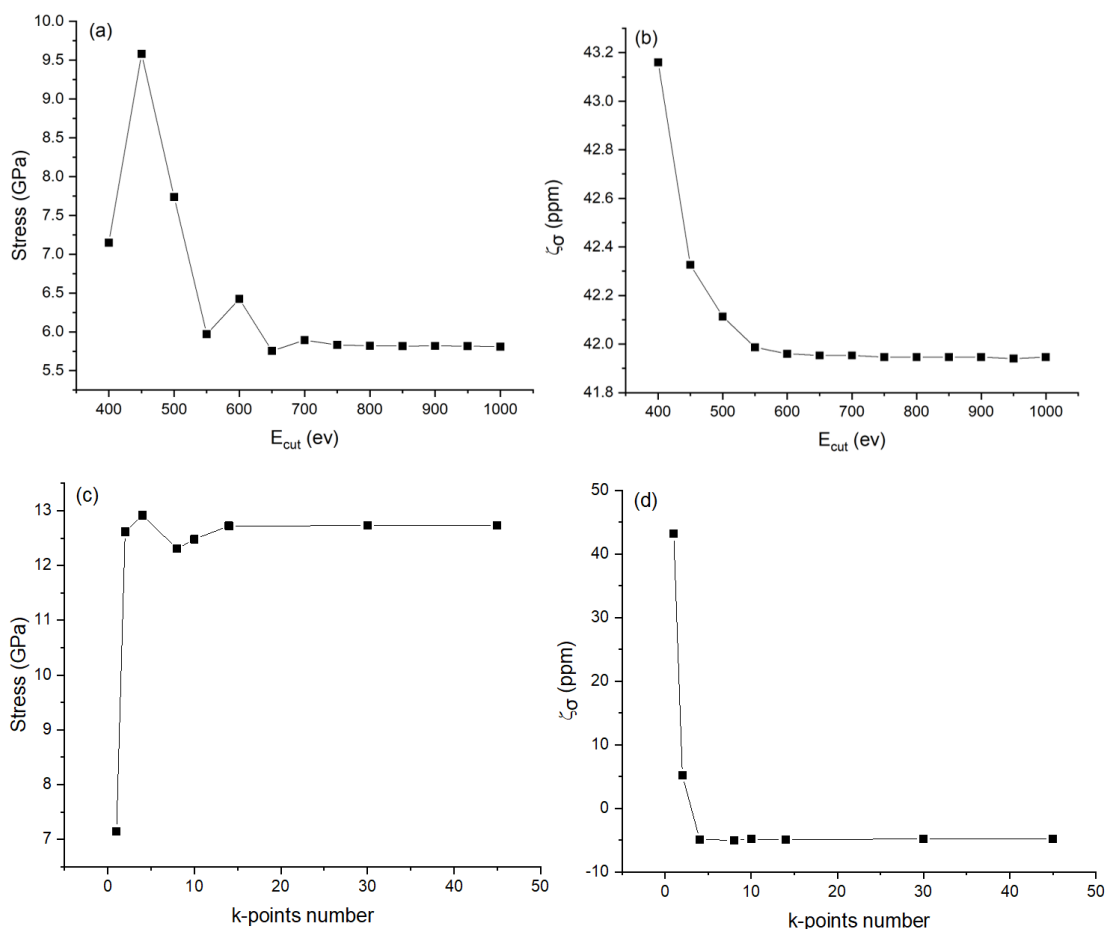 (a)
Stress (GPa)
10.0
9.5
9.0
8.5
8.0
7.5
7.0
6.5
6.0
5.5
400 500 600 700 800 900 1000
E_cut (ev)
(b)
ζσ (ppm)
43.2
43.0
42.8
42.6
42.4
42.2
42.0
41.8
400 500 600 700 800 900 1000
E_cut (ev)
(c)
Stress (GPa)
13
12
11
10
9
8
7
0 10 20 30 40 50
k-points number
(d)
ζσ (ppm)
50
40
30
20
10
0
-10
0 10 20 30 40 50
k-points number